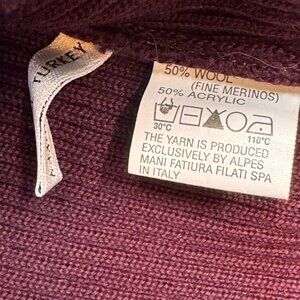 TURKEY
50% WOOL
(FINE MERINOS)
50% ACRYLIC
30°C 110°C
THE YARN IS PRODUCED
EXCLUSIVELY BY ALPES
MANI FATIURA FILATI SPA
IN ITALY